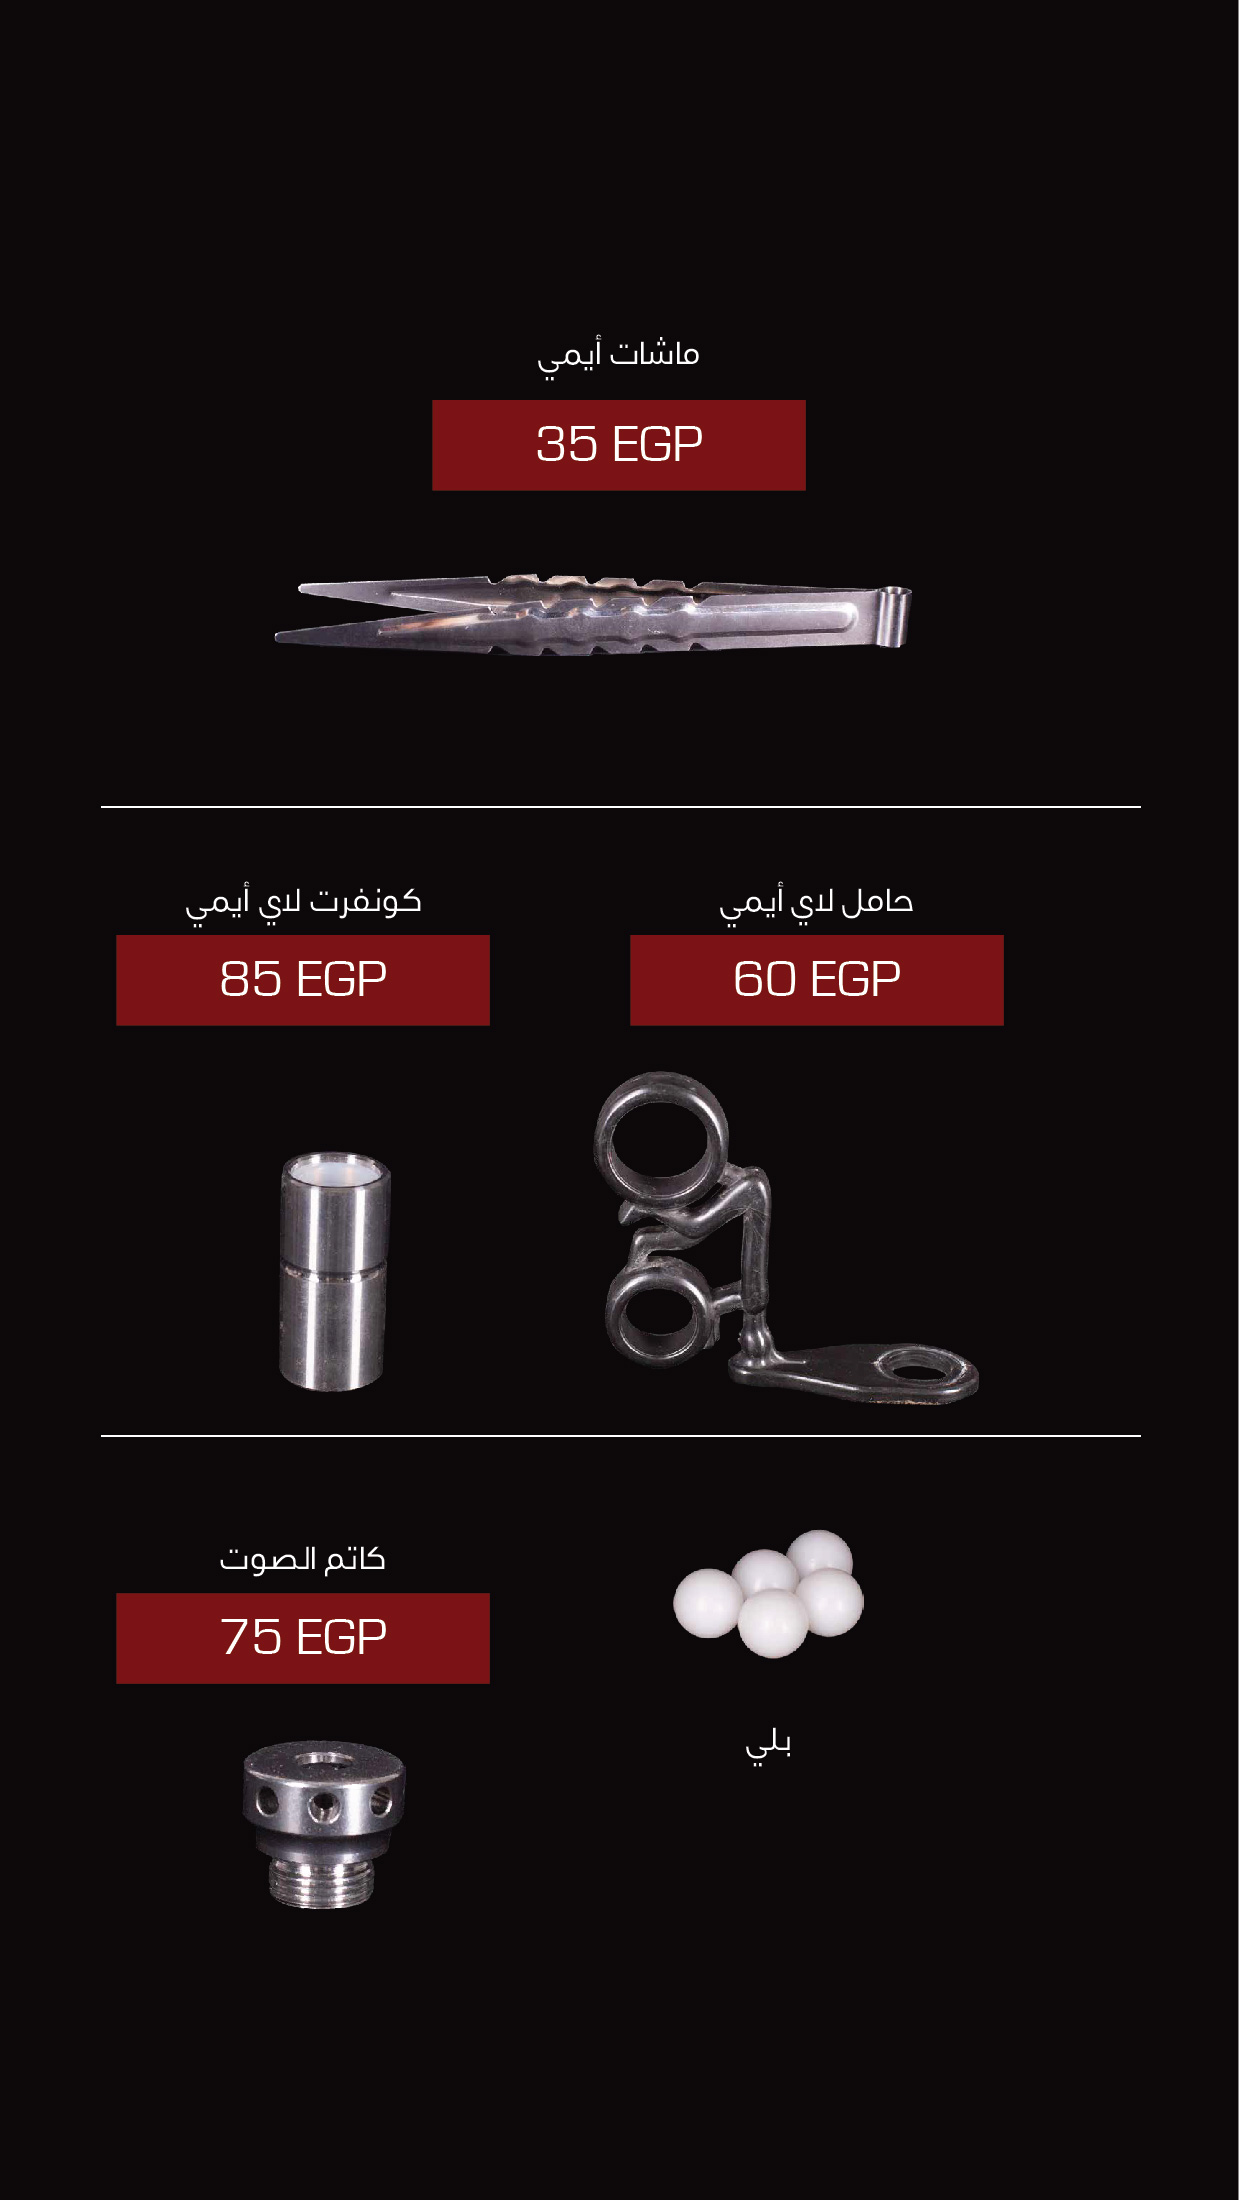 ماشات أيمي
35 EGP
حامل لاي أيمي
60 EGP
كونفرت لاي أيمي
85 EGP
بلي
كاتم الصوت
75 EGP